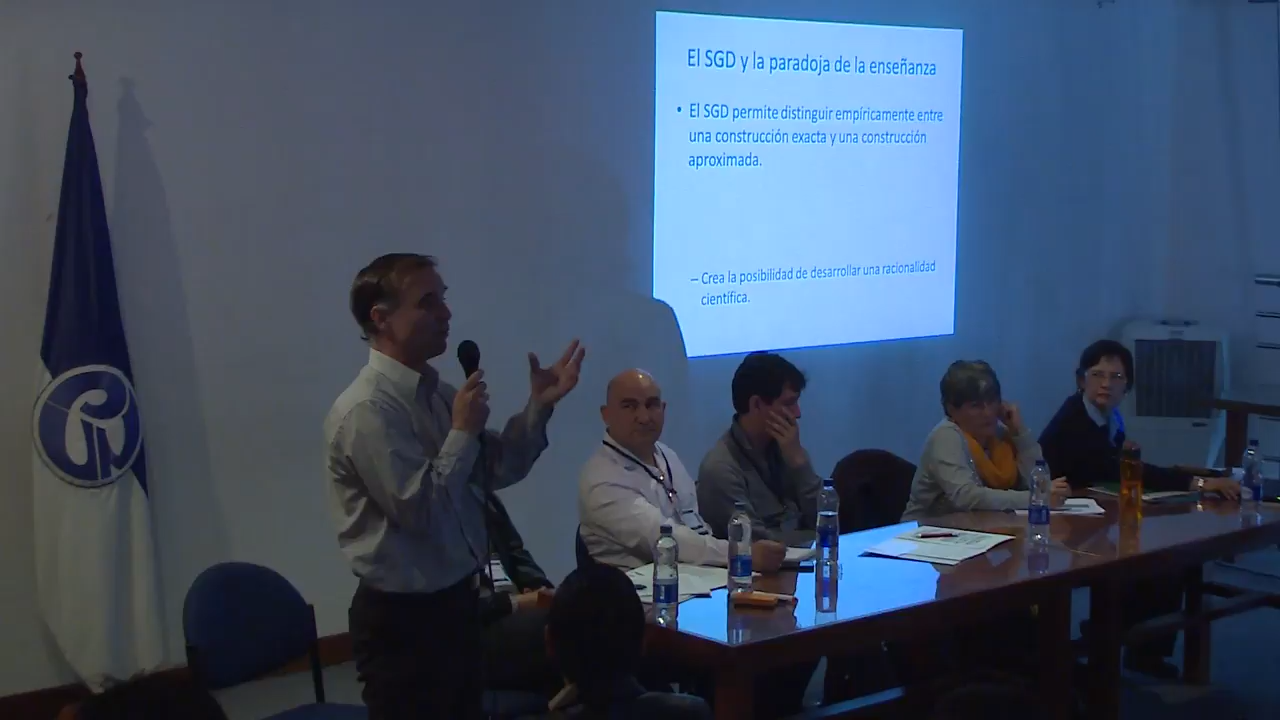 El SGD y la paradoja de la enseñanza
• El SGD permite distinguir empíricamente entre
una construcción exacta y una construcción
aproximada.
– Crea la posibilidad de desarrollar una racionalidad
científica.